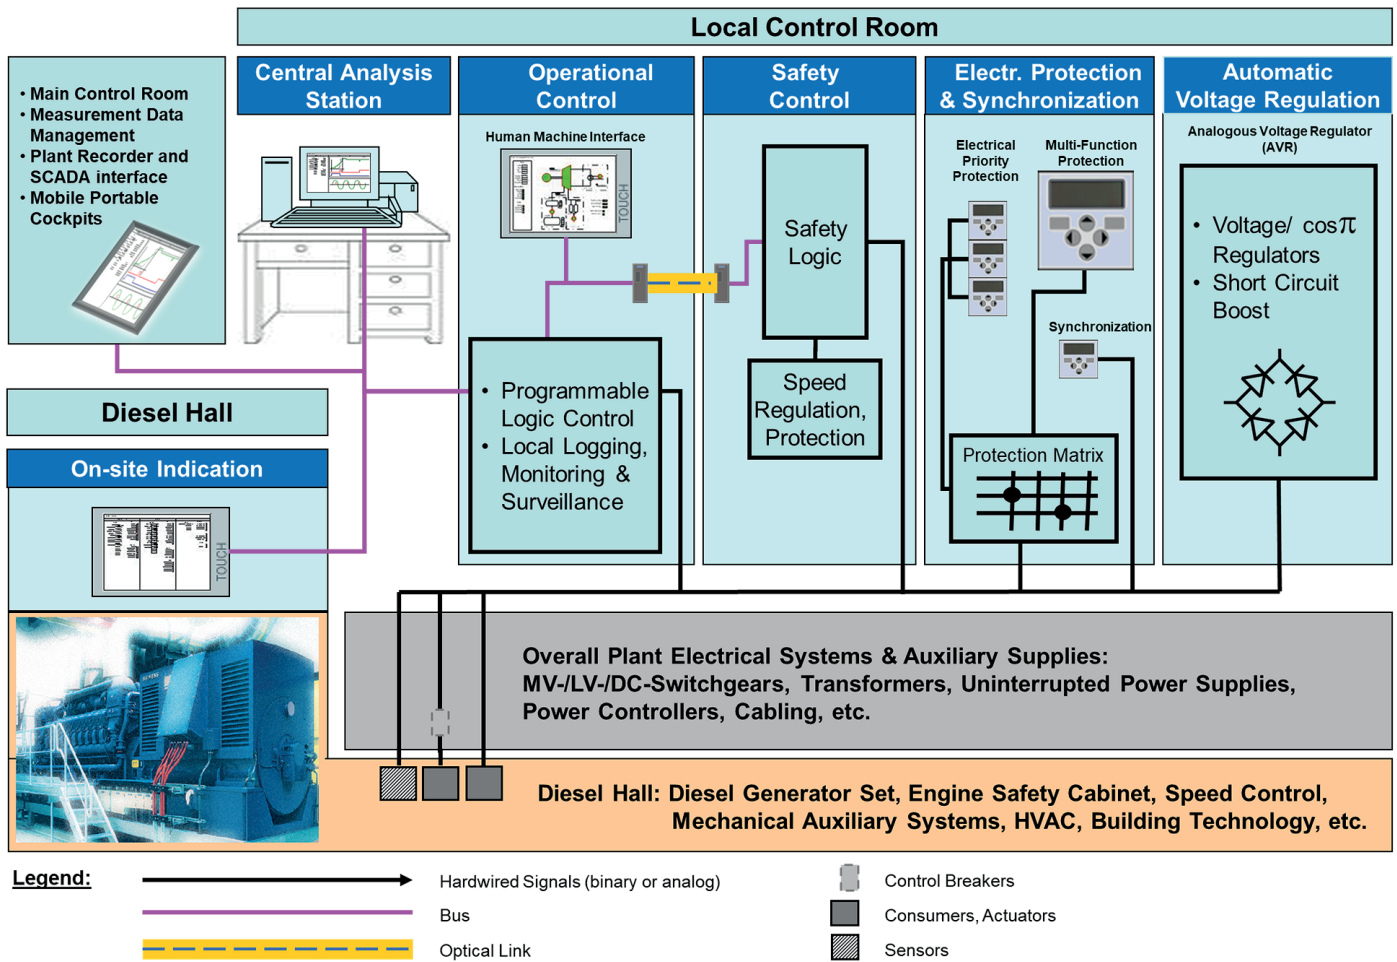 Local Control Room
• Main Control Room
• Measurement Data
Management
• Plant Recorder and
SCADA interface
• Mobile Portable
Cockpits
Central Analysis
Station
Operational
Control
Human Machine Interface
TOUCH
• Programmable
Logic Control
• Local Logging,
Monitoring &
Surveillance
Safety
Control
Safety
Logic
Speed
Regulation,
Protection
Electr. Protection
& Synchronization
Electrical
Priority
Protection
Multi-Function
Protection
Synchronization
Protection Matrix
Automatic
Voltage Regulation
Analogous Voltage Regulator
(AVR)
• Voltage/ cosπ
Regulators
• Short Circuit
Boost
Diesel Hall
On-site Indication
TOUCH
Overall Plant Electrical Systems & Auxiliary Supplies:
MV-/LV-/DC-Switchgears, Transformers, Uninterrupted Power Supplies,
Power Controllers, Cabling, etc.
Diesel Hall: Diesel Generator Set, Engine Safety Cabinet, Speed Control,
Mechanical Auxiliary Systems, HVAC, Building Technology, etc.
Legend:
Hardwired Signals (binary or analog)
Bus
Optical Link
Control Breakers
Consumers, Actuators
Sensors